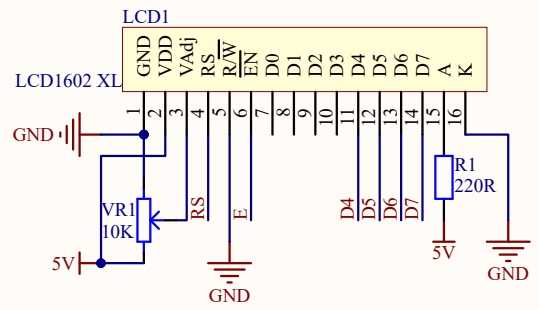 LCD1
LCD1602 XL
GND
VDD
VAdj
RS
R/W
EN
D0
D1
D2
D3
D4
D5
D6
D7
A
K
1
2
3
4
5
6
7
8
9
10
11
12
13
14
15
16
GND
VR1
10K
RS
E
D4
D5
D6
D7
R1
220R
5V
5V
GND
GND